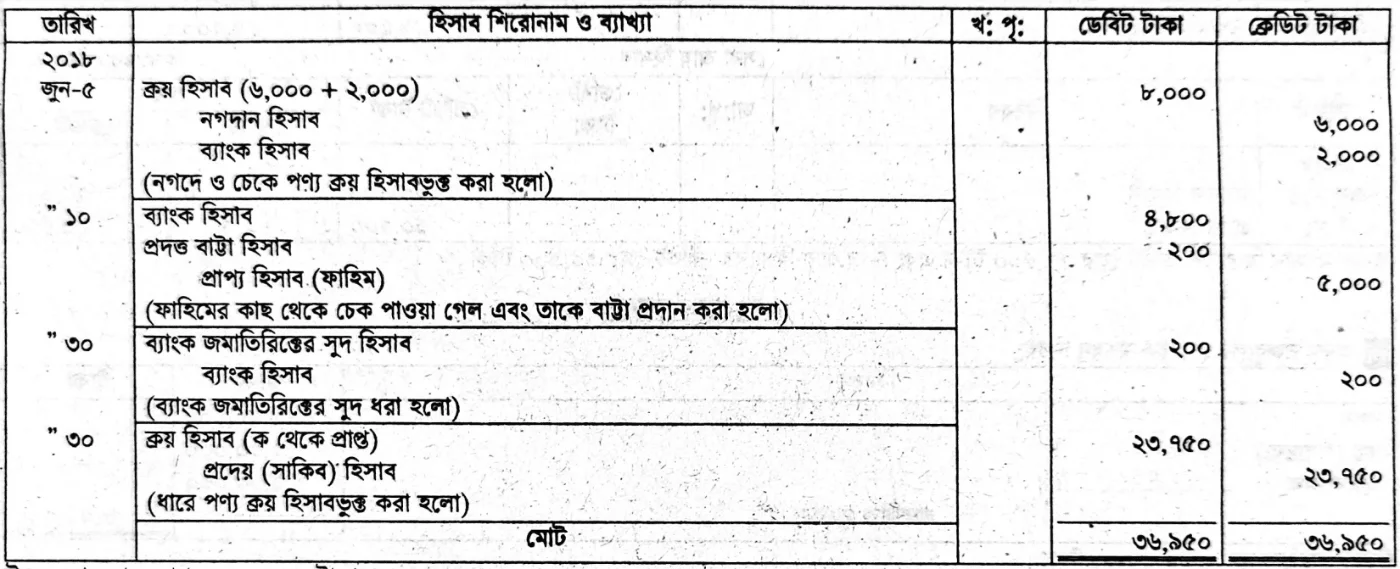 তারিখ হিসাব শিরোনাম ও ব্যাখ্যা খ: পৃ: ডেবিট টাকা ক্রেডিট টাকা
২০১৮
জুন-৫ ক্রয় হিসাব (৬,০০০ + ২,০০০) ৮,০০০
নগদান হিসাব ৬,০০০
ব্যাংক হিসাব ২,০০০
(নগদে ও চেকে পণ্য ক্রয় হিসাবভুক্ত করা হলো)
" ১০ ব্যাংক হিসাব ৪,৮০০
প্রদত্ত বাট্টা হিসাব ২০০
প্রাপ্য হিসাব (ফাহিম) ৫,০০০
(ফাহিমের কাছ থেকে চেক পাওয়া গেল এবং তাকে বাট্টা প্রদান করা হলো)
" ৩০ ব্যাংক জমাতিরিক্তের সুদ হিসাব ২০০
ব্যাংক হিসাব ২০০
(ব্যাংক জমাতিরিক্তের সুদ ধরা হলো)
" ৩০ ক্রয় হিসাব (ক থেকে প্রাপ্ত) ২৩,৭৫০
প্রদেয় (সাকিব) হিসাব ২৩,৭৫০
(ধারে পণ্য ক্রয় হিসাবভুক্ত করা হলো)
মোট ৩৬,৯৫০ ৩৬,৯৫০